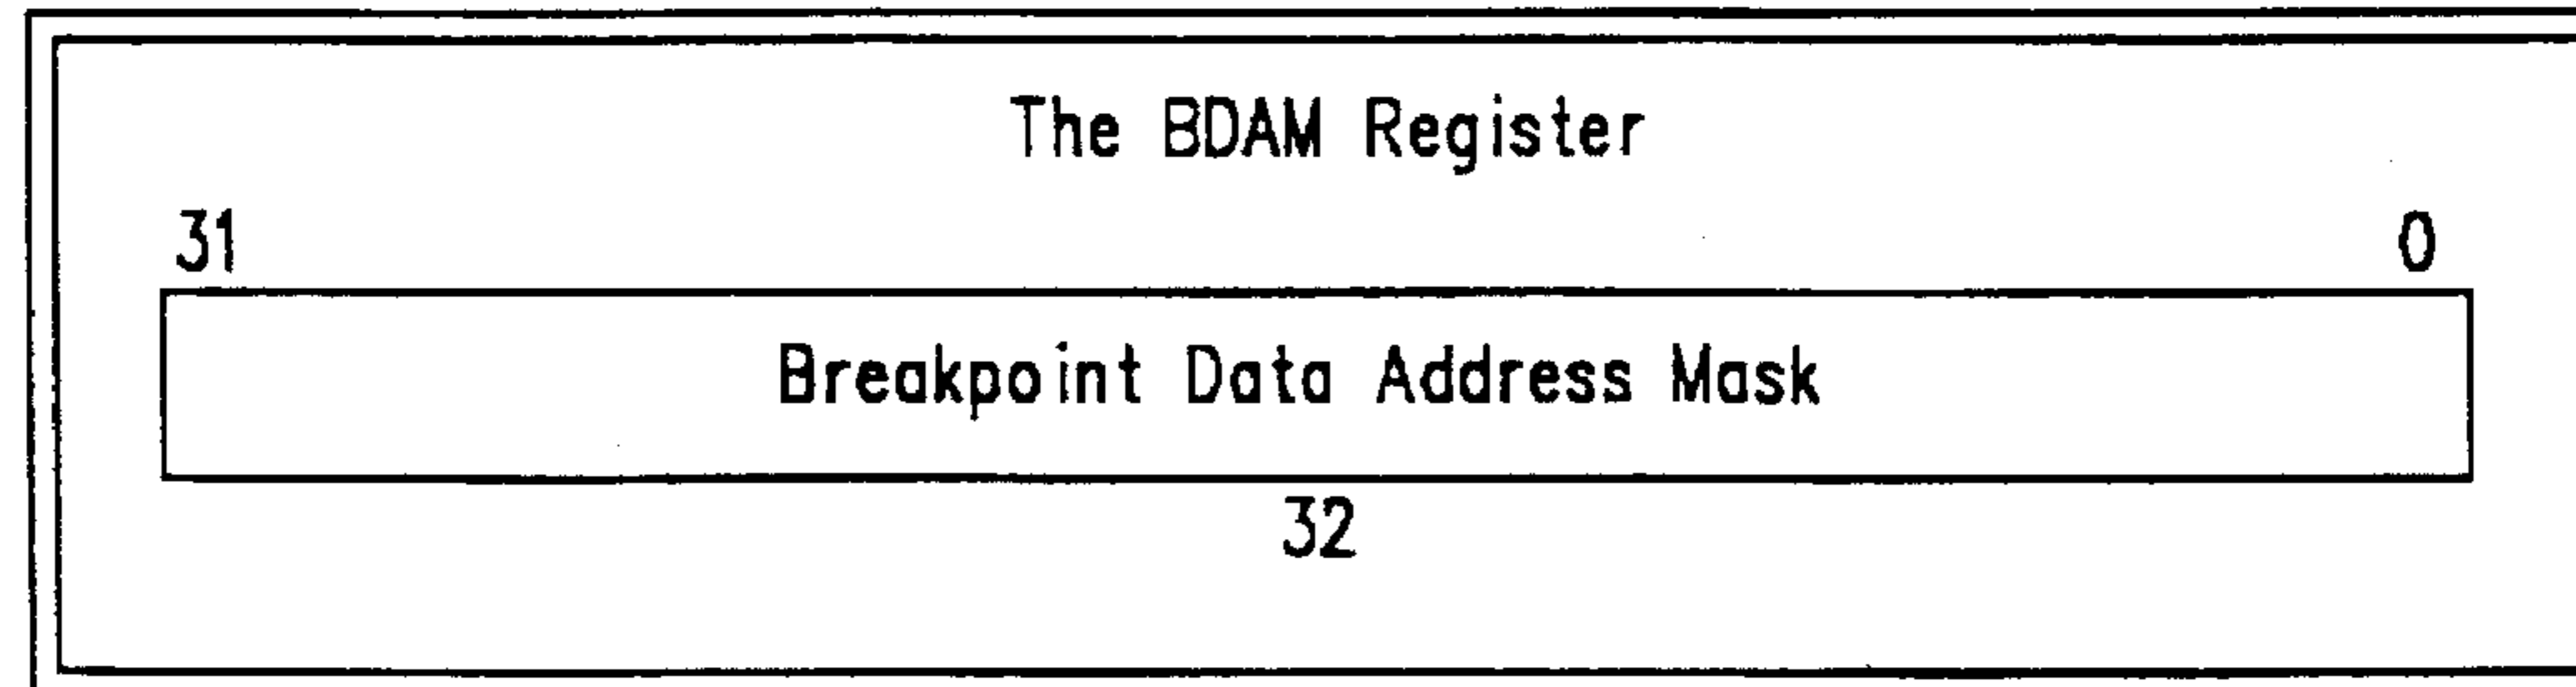 The BDAM Register
31 0
Breakpoint Data Address Mask
32